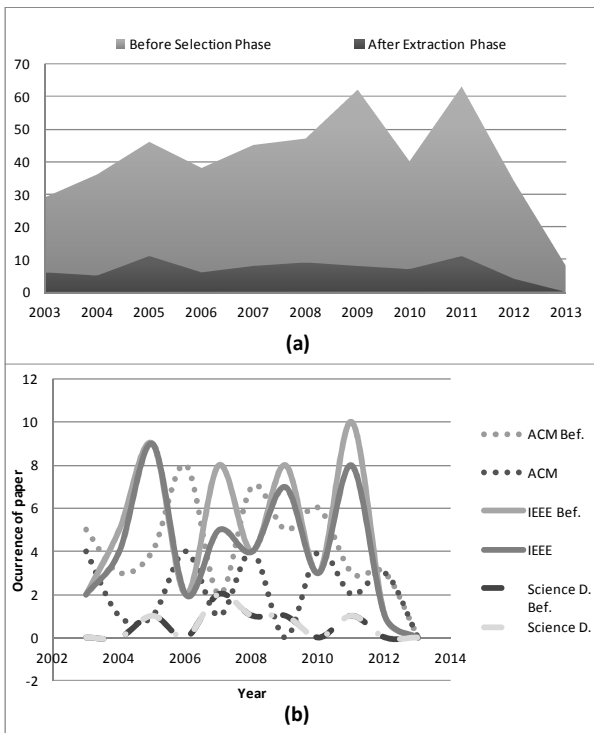 Before Selection Phase After Extraction Phase
70
60
50
40
30
20
10
0
2003 2004 2005 2006 2007 2008 2009 2010 2011 2012 2013
(a)
12
10
8
6
4
2
0
-2
2002 2004 2006 2008 2010 2012 2014
Ocurrence of paper
Year
ACM Bef.
ACM
IEEE Bef.
IEEE
Science D.
Bef.
Science D.
(b)